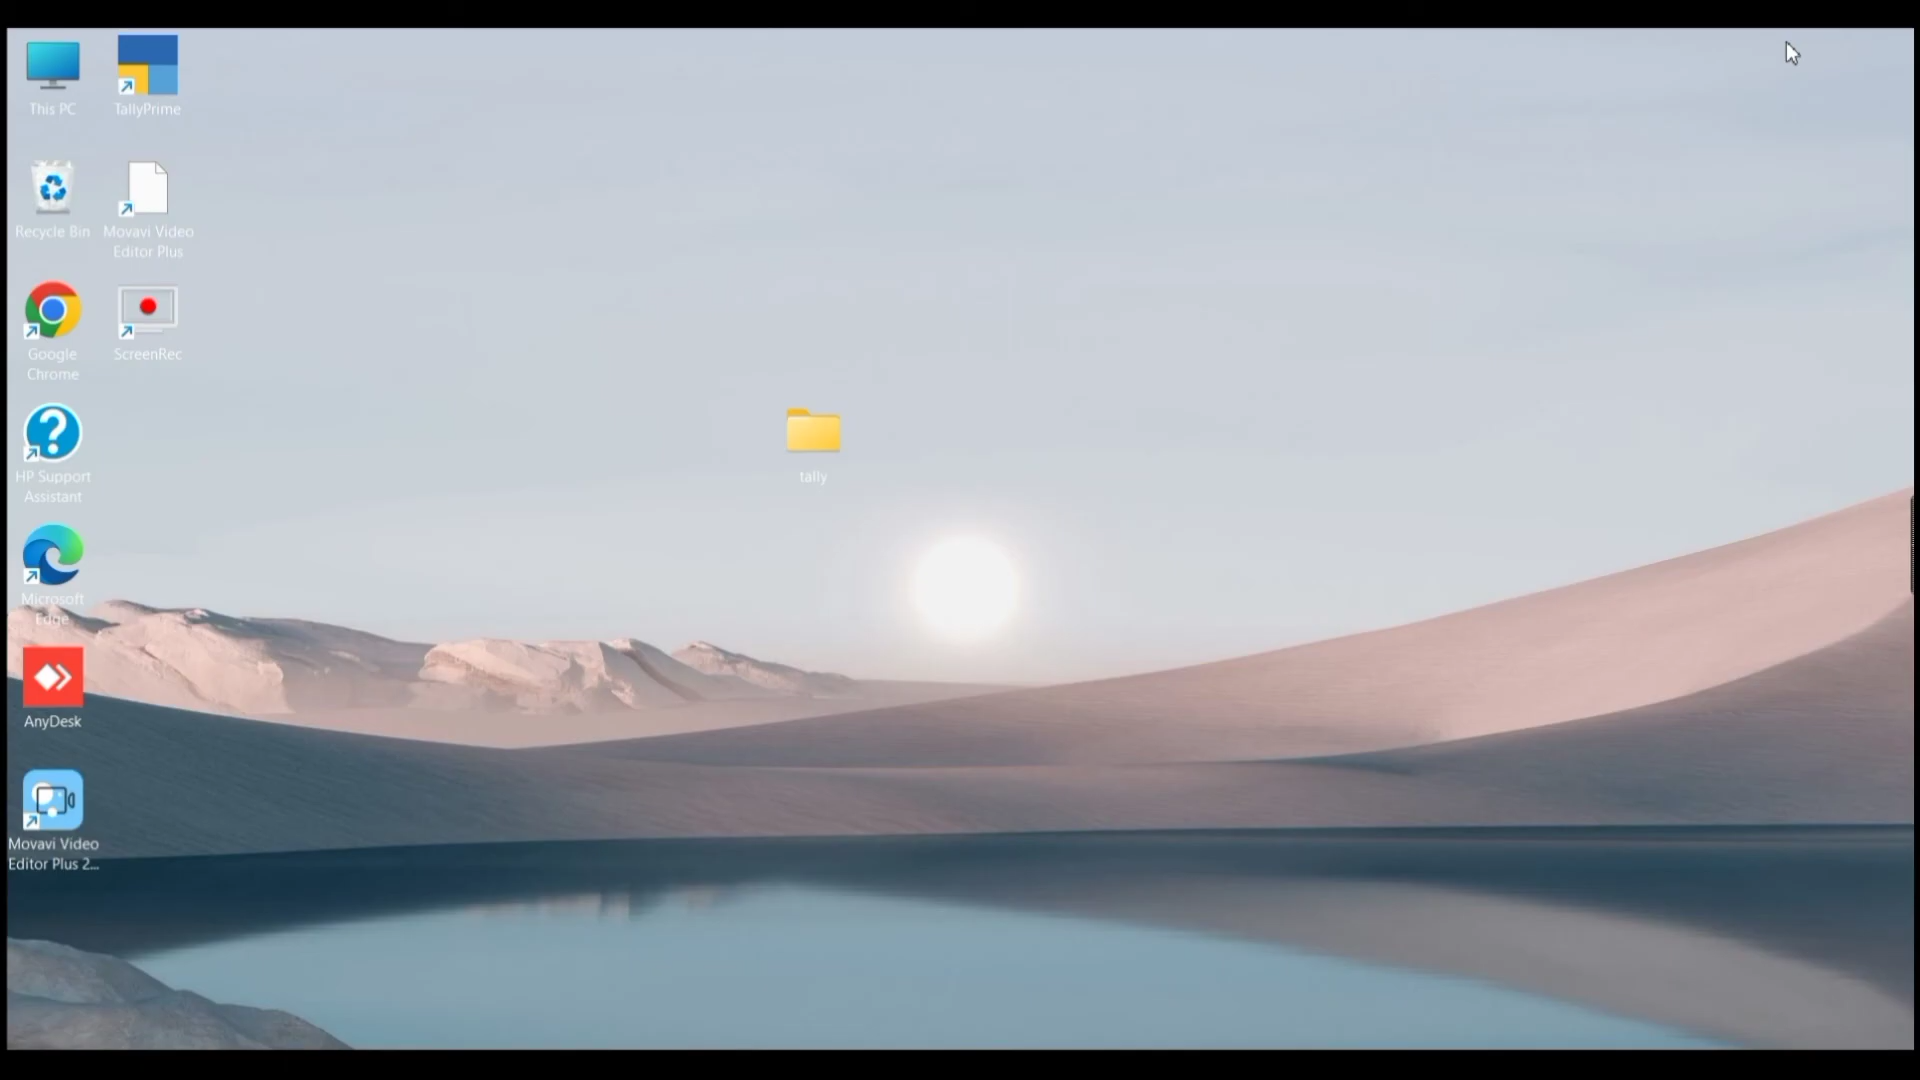 This PC
TallyPrime
Recycle Bin
Movavi Video
Editor Plus
Google
Chrome
ScreenRec
HP Support
Assistant
tally
Microsoft
Edge
AnyDesk
Movavi Video
Editor Plus 2...